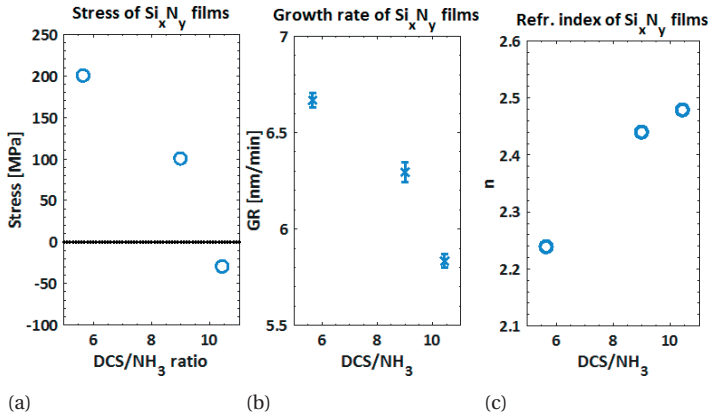 Stress of SixNy films
250
200
150
100
50
0
-50
-100
Stress [MPa]
6 8 10
DCS/NH3 ratio
(a)
Growth rate of SixNy films
7
6.5
6
5.5
GR [nm/min]
6 8 10
DCS/NH3
(b)
Refr. index of SixNy films
2.6
2.5
2.4
2.3
2.2
2.1
n
6 8 10
DCS/NH3
(c)